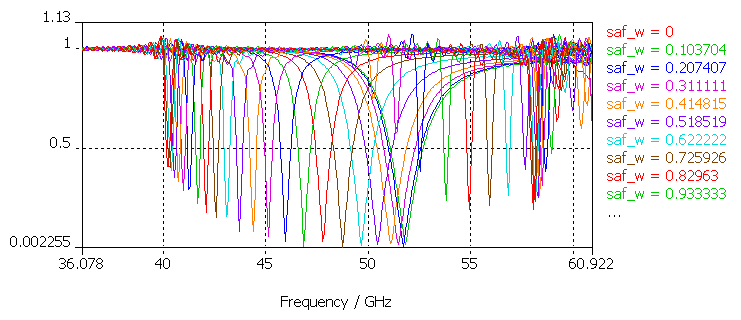 1.13
1
0.5
0.002255
36.078
40
45
50
55
60.922
Frequency / GHz
saf_w = 0
saf_w = 0.103704
saf_w = 0.207407
saf_w = 0.311111
saf_w = 0.414815
saf_w = 0.518519
saf_w = 0.622222
saf_w = 0.725926
saf_w = 0.82963
saf_w = 0.933333
...